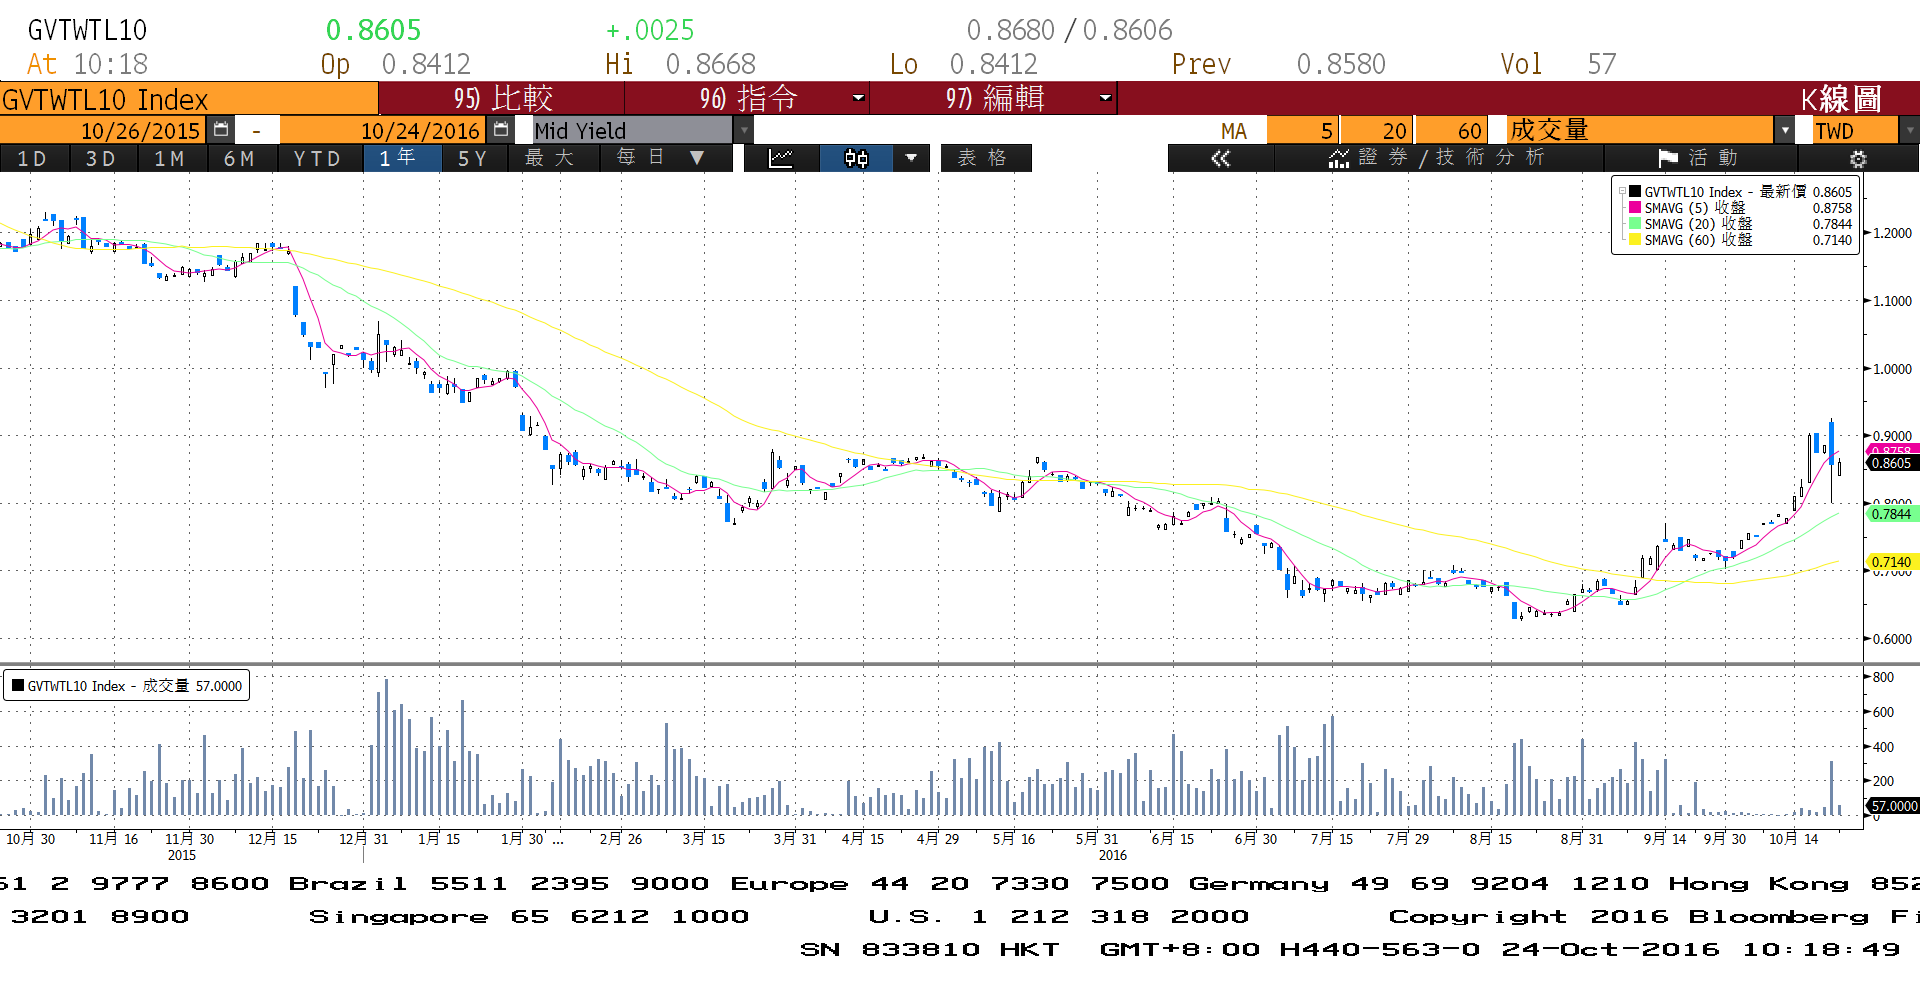 GVTWTL10 0.8605 +.0025 0.8680 / 0.8606
At 10:18 Op 0.8412 Hi 0.8668 Lo 0.8412 Prev 0.8580 Vol 57
GVTWTL10 Index 95) 比較 96) 指令 97) 編輯 K線圖
10/26/2015 - 10/24/2016 Mid Yield MA 5 20 60 成交量 TWD
1D 3D 1M 6M YTD 1年 5Y 最大 每日 表格 證券/技術分析 活動
GVTWTL10 Index - 最新價 0.8605
SMAVG (5) 收盤 0.8758
SMAVG (20) 收盤 0.7844
SMAVG (60) 收盤 0.7140
1.2000
1.1000
1.0000
0.9000
0.8758
0.8605
0.8000
0.7844
0.7140
0.7000
0.6000
GVTWTL10 Index - 成交量 57.0000
800
600
400
200
57.0000
0
10月 30 11月 16 11月 30 12月 15 12月 31 1月 15 1月 30 ... 2月 26 3月 15 3月 31 4月 15 4月 29 5月 16 5月 31 6月 15 6月 30 7月 15 7月 29 8月 15 8月 31 9月 14 9月 30 10月 14
2015 2016
61 2 9777 8600 Brazil 5511 2395 9000 Europe 44 20 7330 7500 Germany 49 69 9204 1210 Hong Kong 852
3201 8900 Singapore 65 6212 1000 U.S. 1 212 318 2000 Copyright 2016 Bloomberg Fi
SN 833810 HKT GMT+8:00 H440-563-0 24-Oct-2016 10:18:49